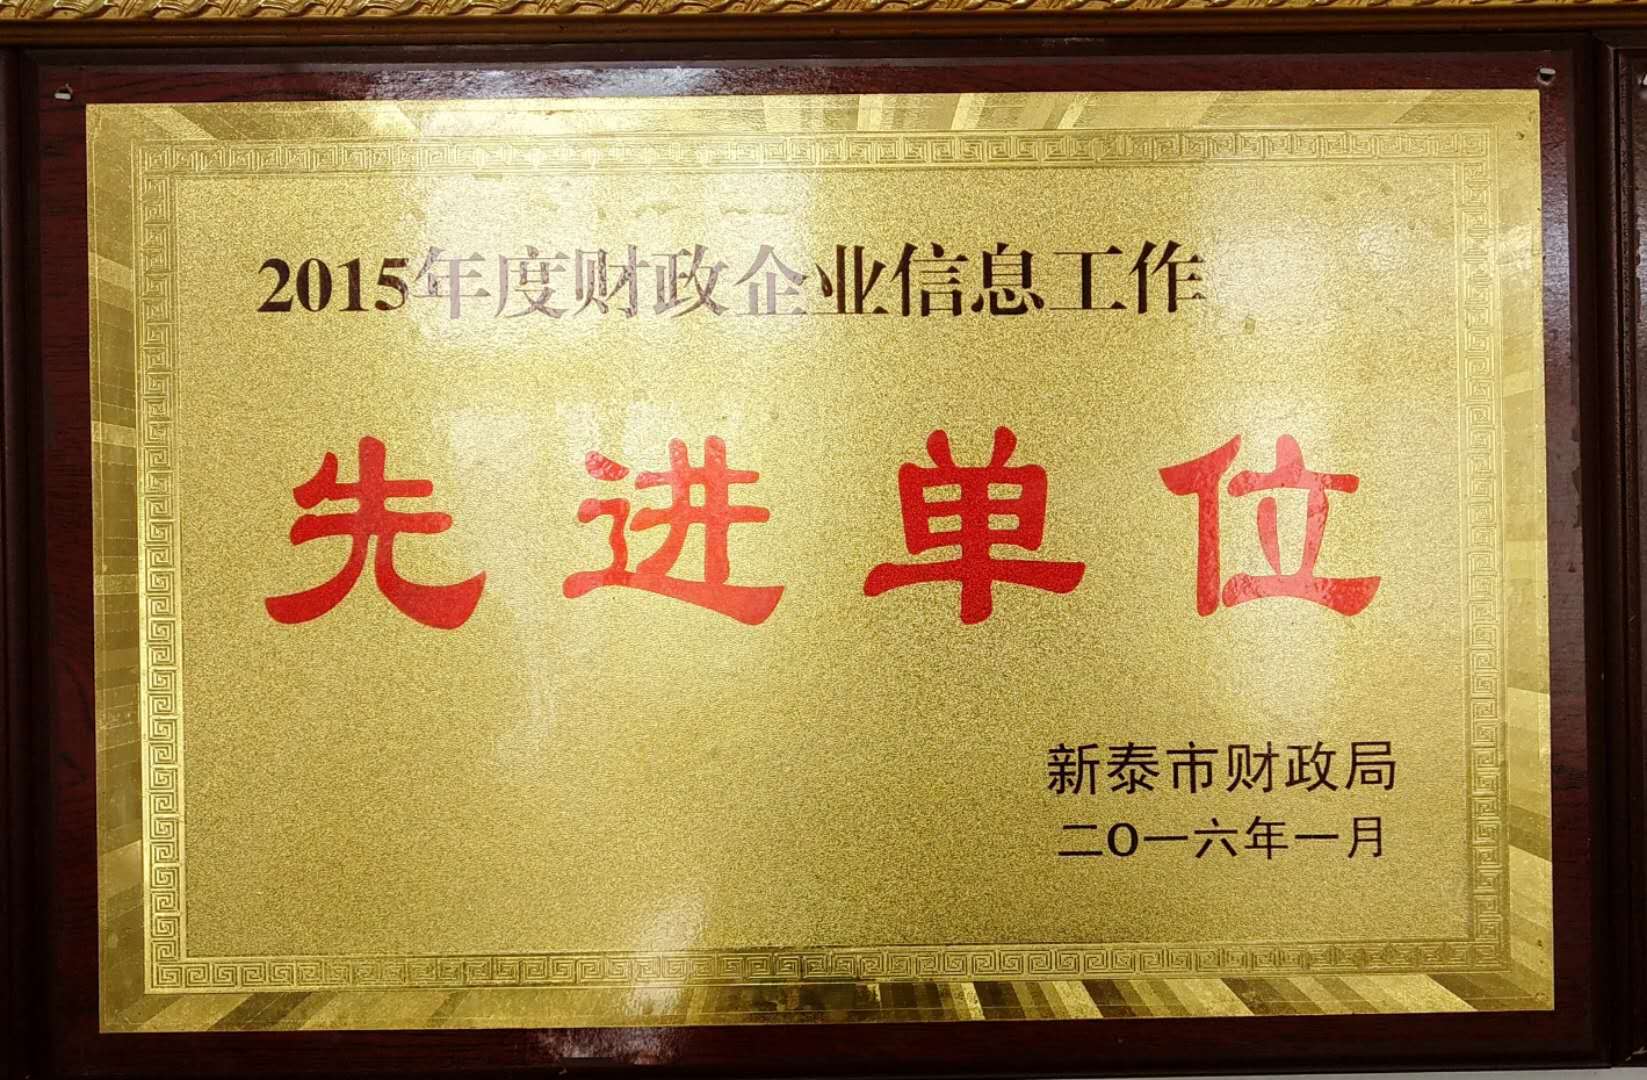 2015年度财政企业信息工作
先进单位
新泰市财政局
二O一六年一月